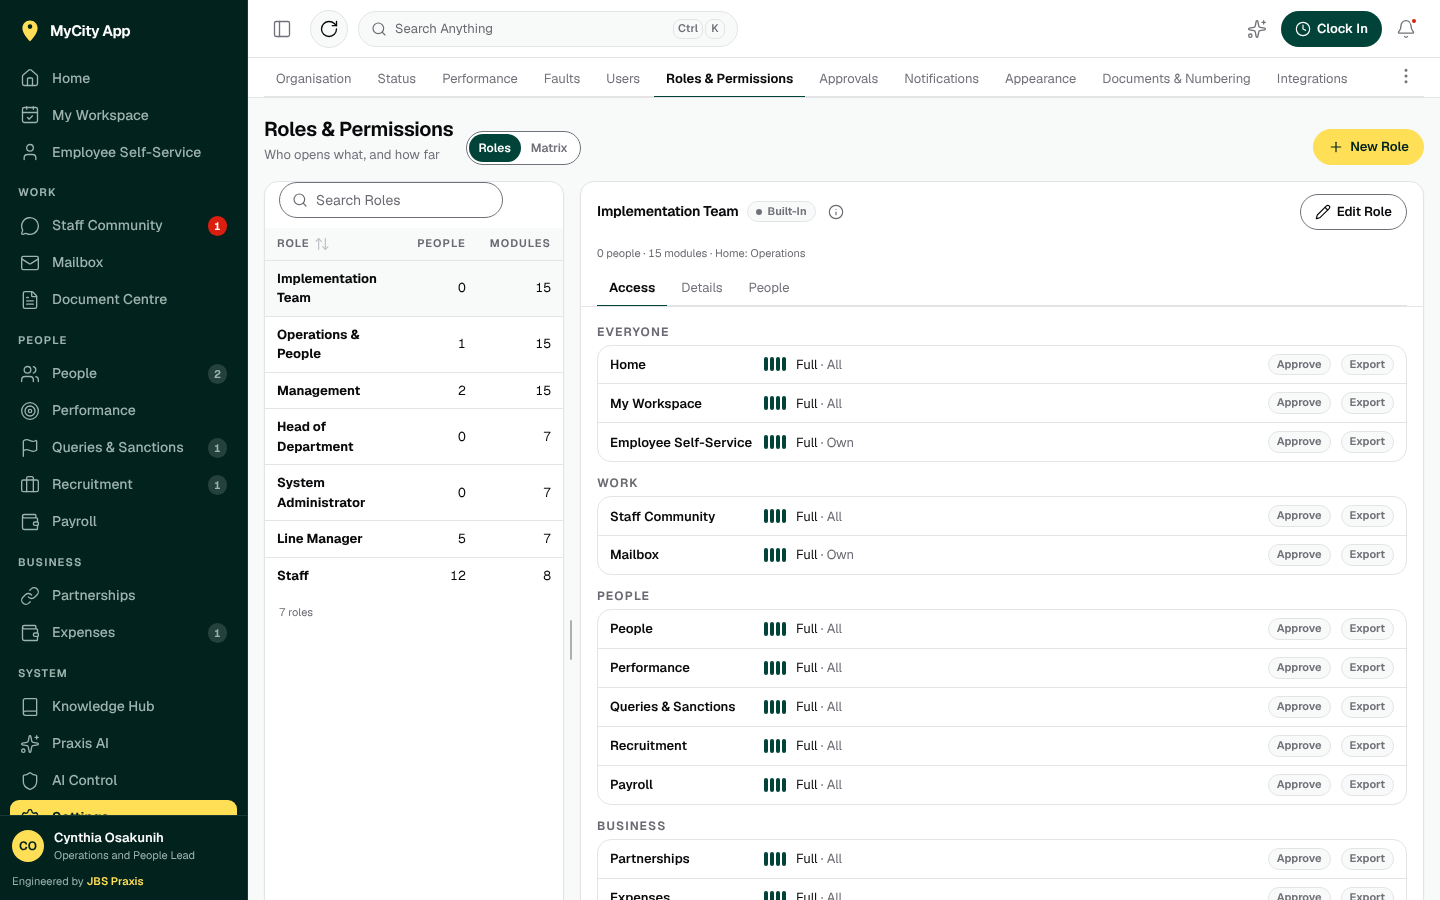 MyCity App
Home
My Workspace
Employee Self-Service
WORK
Staff Community 1
Mailbox
Document Centre
PEOPLE
People 2
Performance
Queries & Sanctions 1
Recruitment 1
Payroll
BUSINESS
Partnerships
Expenses 1
SYSTEM
Knowledge Hub
Praxis AI
AI Control
Settings
CO
Cynthia Osakunih
Operations and People Lead
Engineered by JBS Praxis
Search Anything Ctrl K
Clock In
Organisation Status Performance Faults Users Roles & Permissions Approvals Notifications Appearance Documents & Numbering Integrations
Roles & Permissions
Who opens what, and how far
Roles Matrix
New Role
Search Roles
ROLE PEOPLE MODULES
Implementation Team 0 15
Operations & People 1 15
Management 2 15
Head of Department 0 7
System Administrator 0 7
Line Manager 5 7
Staff 12 8
7 roles
Implementation Team Built-In
Edit Role
0 people · 15 modules · Home: Operations
Access Details People
EVERYONE
Home Full · All Approve Export
My Workspace Full · All Approve Export
Employee Self-Service Full · Own Approve Export
WORK
Staff Community Full · All Approve Export
Mailbox Full · Own Approve Export
PEOPLE
People Full · All Approve Export
Performance Full · All Approve Export
Queries & Sanctions Full · All Approve Export
Recruitment Full · All Approve Export
Payroll Full · All Approve Export
BUSINESS
Partnerships Full · All Approve Export
Expenses Full · All Approve Export